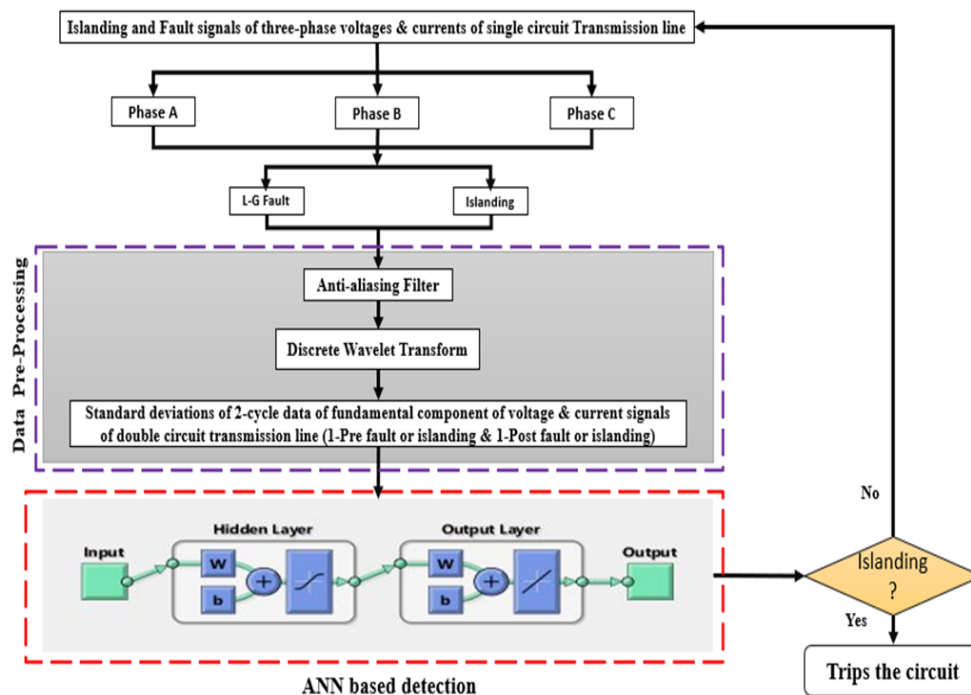 Islanding and Fault signals of three-phase voltages & currents of single circuit Transmission line
Phase A
Phase B
Phase C
L-G Fault
Islanding
Data Pre-Processing
Anti-aliasing Filter
Discrete Wavelet Transform
Standard deviations of 2-cycle data of fundamental component of voltage & current signals
of double circuit transmission line (1-Pre fault or islanding & 1-Post fault or islanding)
Hidden Layer
Output Layer
Input
W
b
+
W
b
+
Output
ANN based detection
No
Islanding
?
Yes
Trips the circuit